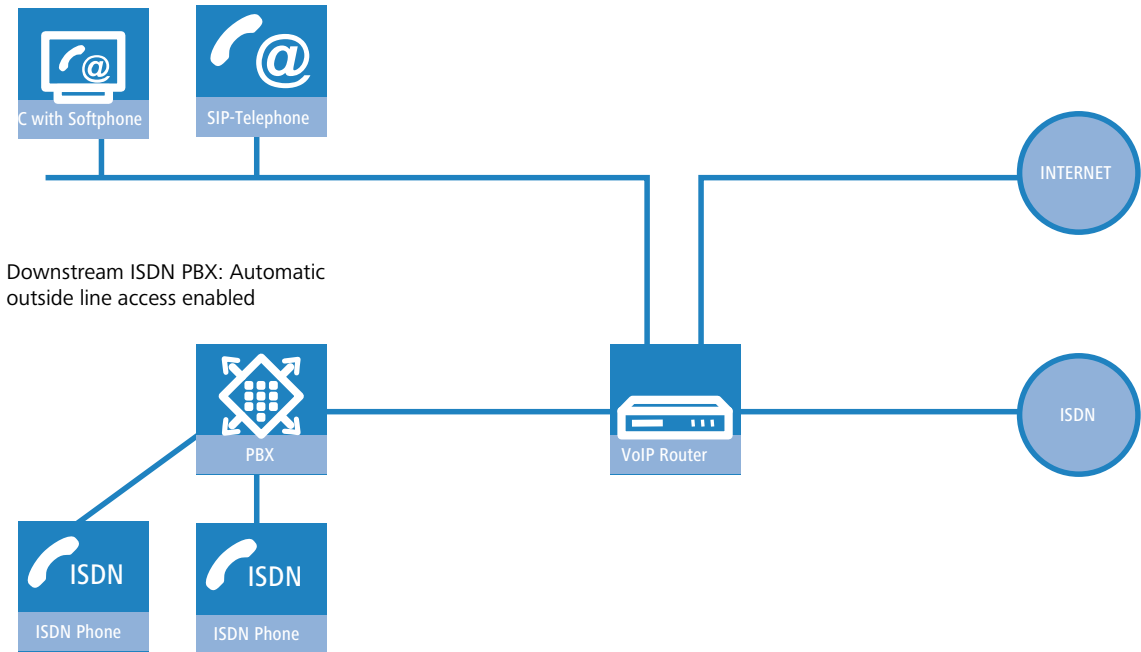 @
@
C with Softphone
SIP-Telephone
INTERNET
Downstream ISDN PBX: Automatic
outside line access enabled
PBX
VoIP Router
ISDN
ISDN
ISDN
ISDN Phone
ISDN Phone